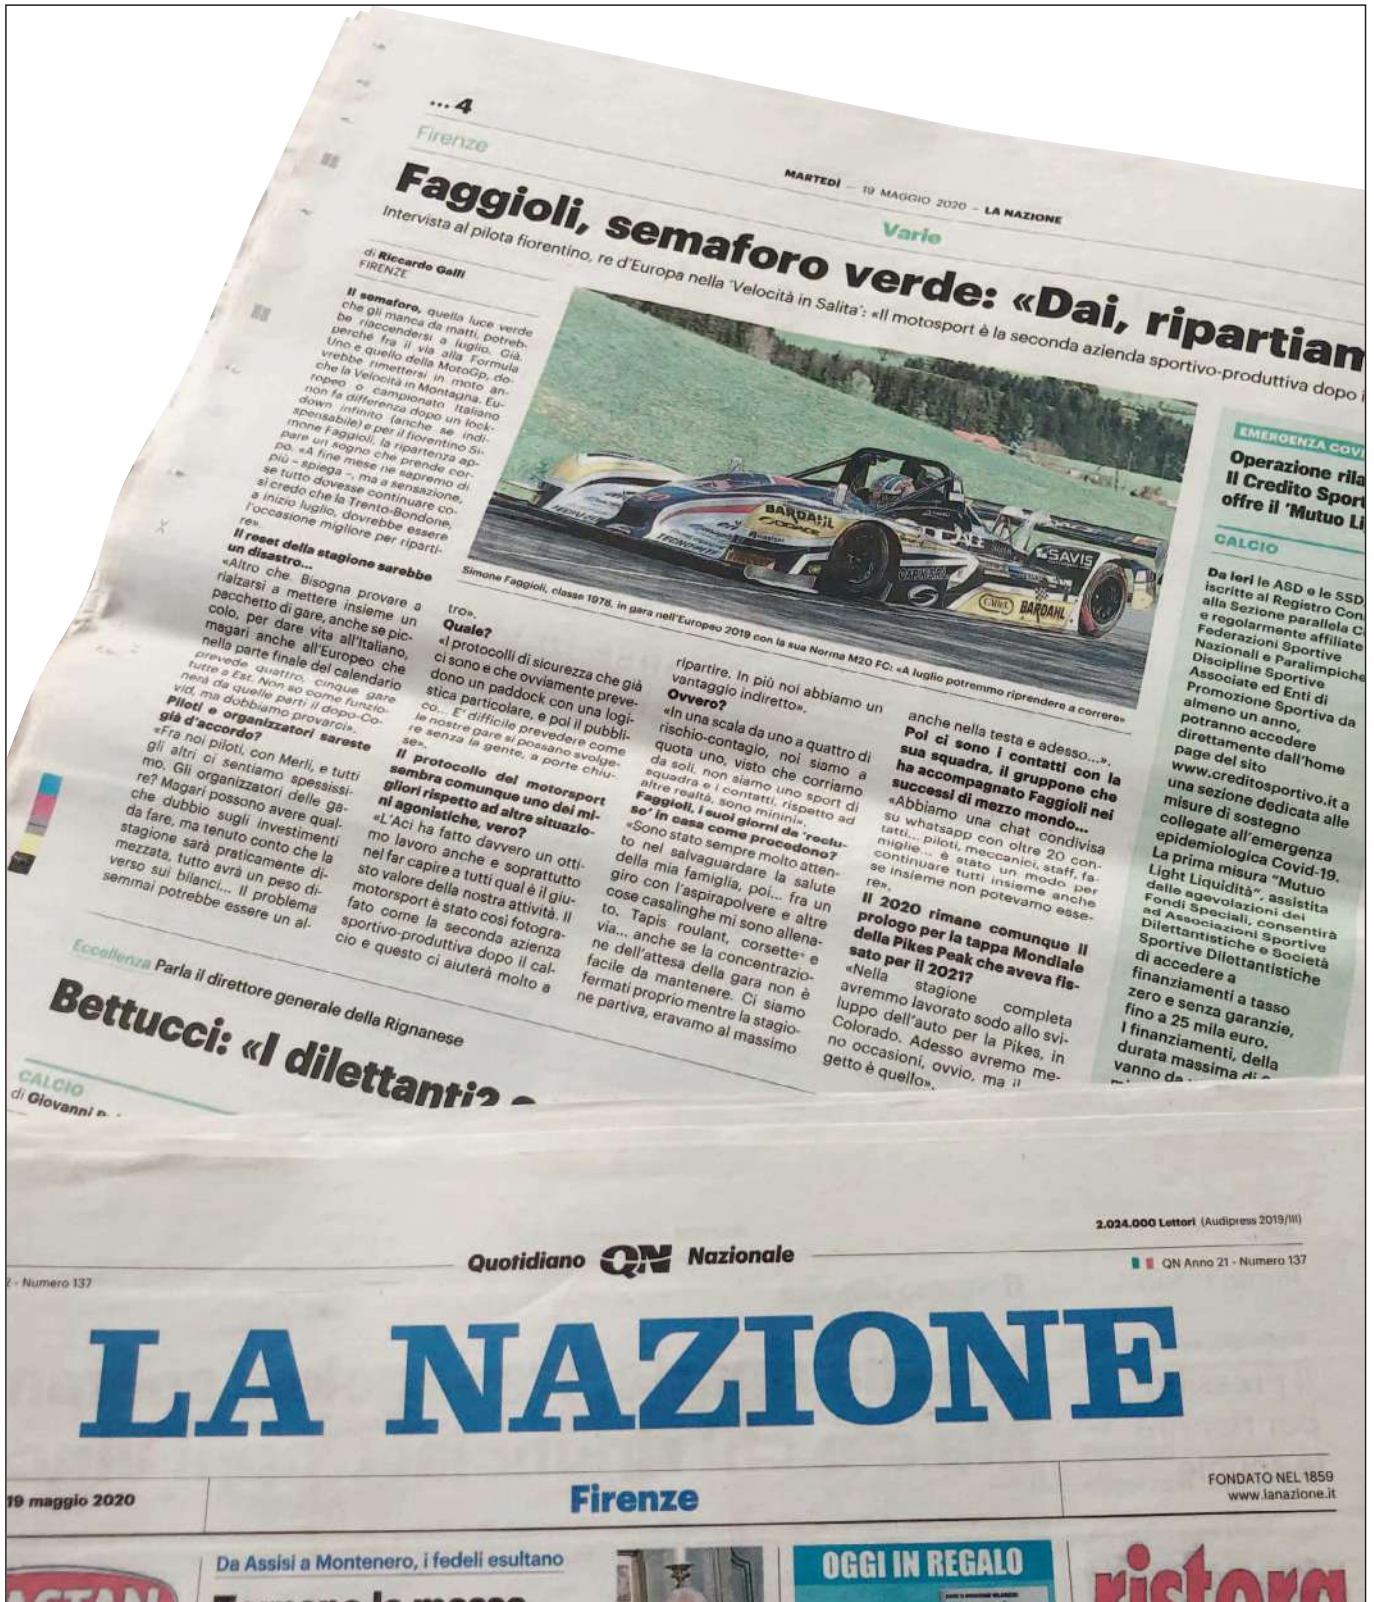 ... 4
Firenze
MARTEDÌ — 19 MAGGIO 2020 – LA NAZIONE
Varie
Faggioli, semaforo verde: «Dai, ripartiam
Intervista al pilota fiorentino, re d'Europa nella 'Velocità in Salita': «Il motosport è la seconda azienda sportivo-produttiva dopo i
di Riccardo Galli
FIRENZE
Il semaforo, quella luce verde
che gli manca da matti, potreb-
be riaccendersi a luglio. Già.
perché fra il via alla Formula
Uno e quello della MotoGp, do-
vrebbe rimettersi in moto an-
che la Velocità in Montagna. Eu-
ropeo o campionato Italiano
non fa differenza dopo un lock-
down infinito (anche se indi-
spensabile) e per il fiorentino Si-
mone Faggioli, la ripartenza ap-
pare un sogno che prende cor-
po. «A fine mese ne sapremo di
più – spiega –, ma a sensazione,
se tutto dovesse continuare co-
sì credo che la Trento-Bondone,
a inizio luglio, dovrebbe essere
l'occasione migliore per riparti-
re».
Il reset della stagione sarebbe
un disastro...
«Altro che. Bisogna provare a
rialzarsi a mettere insieme un
pacchetto di gare, anche se pic-
colo, per dare vita all'Italiano,
magari anche all'Europeo che
nella parte finale del calendario
prevede quattro, cinque gare
tutte a Est. Non so come funzio-
nerà da quelle parti il dopo-Co-
vid, ma dobbiamo provarci».
Piloti e organizzatori sareste
già d'accordo?
«Fra noi piloti, con Merli, e tutti
gli altri ci sentiamo spessissi-
mo. Gli organizzatori delle ga-
re? Magari possono avere qual-
che dubbio sugli investimenti
da fare, ma tenuto conto che la
stagione sarà praticamente di-
mezzata, tutto avrà un peso di-
verso sui bilanci... Il problema
semmai potrebbe essere un al-
tro».
Quale?
«I protocolli di sicurezza che già
ci sono e che ovviamente preve-
dono un paddock con una logi-
stica particolare, e poi il pubbli-
co... E' difficile prevedere come
le nostre gare si possano svolge-
re senza la gente, a porte chiu-
se».
Il protocollo del motorsport
sembra comunque uno dei mi-
gliori rispetto ad altre situazio-
ni agonistiche, vero?
«L'Aci ha fatto davvero un otti-
mo lavoro anche e soprattutto
nel far capire a tutti qual è il giu-
sto valore della nostra attività. Il
motorsport è stato così fotogra-
fato come la seconda azienza
sportivo-produttiva dopo il cal-
cio e questo ci aiuterà molto a
ripartire. In più noi abbiamo un
vantaggio indiretto».
Ovvero?
«In una scala da uno a quattro di
rischio-contagio, noi siamo a
quota uno, visto che corriamo
da soli, non siamo uno sport di
squadra e i contatti, rispetto ad
altre realtà, sono minini».
Faggioli, i suoi giorni da 'reclu-
so' in casa come procedono?
«Sono stato sempre molto atten-
to nel salvaguardare la salute
della mia famiglia, poi... fra un
giro con l'aspirapolvere e altre
cose casalinghe mi sono allena-
to. Tapis roulant, corsette e
via... anche se la concentrazio-
ne dell'attesa della gara non è
facile da mantenere. Ci siamo
fermati proprio mentre la stagio-
ne partiva, eravamo al massimo
anche nella testa e adesso...».
Poi ci sono i contatti con la
sua squadra, il gruppone che
ha accompagnato Faggioli nei
successi di mezzo mondo...
«Abbiamo una chat condivisa
su whatsapp con oltre 20 con-
tatti... piloti, meccanici, staff, fa-
miglie... è stato un modo per
continuare tutti insieme anche
se insieme non potevamo esse-
re».
Il 2020 rimane comunque il
prologo per la tappa Mondiale
della Pikes Peak che aveva fis-
sato per il 2021?
«Nella stagione completa
avremmo lavorato sodo allo svi-
luppo dell'auto per la Pikes, in
Colorado. Adesso avremo me-
no occasioni, ovvio, ma il
getto è quello».
BARDAHL
SAVIS
BARDAHL
Simone Faggioli, classe 1978, in gara nell'Europeo 2019 con la sua Norma M20 FC: «A luglio potremmo riprendere a correre»
EMERGENZA COVI
Operazione rila
Il Credito Sport
offre il 'Mutuo Li
CALCIO
Da ieri le ASD e le SSD
iscritte al Registro Con
alla Sezione parallela C
e regolarmente affiliate
Federazioni Sportive
Nazionali e Paralimpiche
Discipline Sportive
Associate ed Enti di
Promozione Sportiva da
almeno un anno,
potranno accedere
direttamente dall'home
page del sito
www.creditosportivo.it a
una sezione dedicata alle
misure di sostegno
collegate all'emergenza
epidemiologica Covid-19.
La prima misura "Mutuo
Light Liquidità", assistita
dalle agevolazioni dei
Fondi Speciali, consentirà
ad Associazioni Sportive
Dilettantistiche e Società
Sportive Dilettantistiche
di accedere a
finanziamenti a tasso
zero e senza garanzie,
fino a 25 mila euro.
I finanziamenti, della
durata massima di
vanno da
Eccellenza Parla il direttore generale della Rignanese
Bettucci: «I dilettanti?
CALCIO
di Giovanni
2.024.000 Lettori (Audipress 2019/III)
Quotidiano QN Nazionale
- Numero 137
QN Anno 21 - Numero 137
LA NAZIONE
19 maggio 2020
Firenze
FONDATO NEL 1859
www.lanazione.it
Da Assisi a Montenero, i fedeli esultano
OGGI IN REGALO
ristora